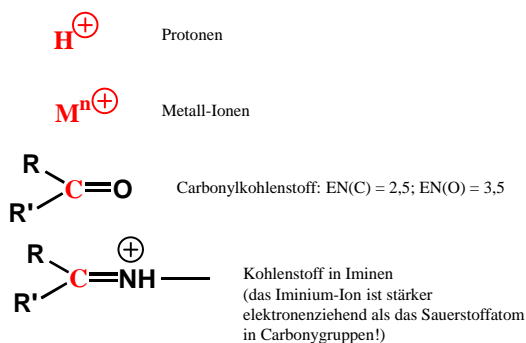 H⊕ Protonen
Mn⊕ Metall-Ionen
R
C=O Carbonylkohlenstoff: EN(C) = 2,5; EN(O) = 3,5
R'
⊕
R
C=NH Kohlenstoff in Iminen
R'
(das Iminium-Ion ist stärker
elektronenziehend als das Sauerstoffatom
in Carbonygruppen!)